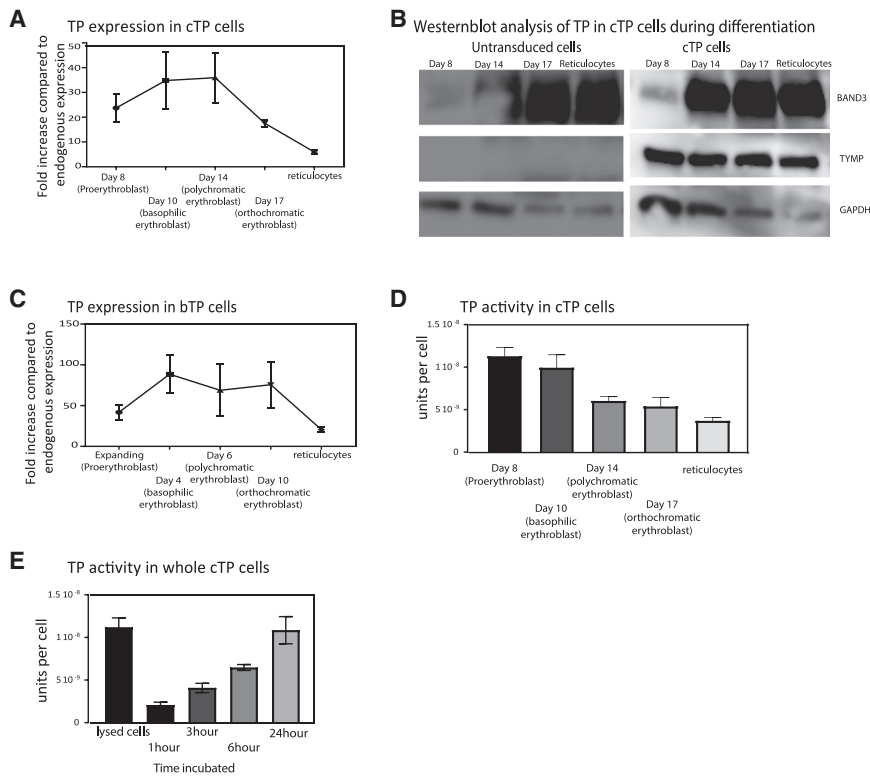 A
TP expression in cTP cells
Fold increase compared to
endogenous expression
50
40
30
20
10
0
Day 8
(Proerythroblast)
Day 10
(basophilic
erythroblast)
Day 14
(polychromatic
erythroblast)
Day 17
(orthochromatic
erythroblast)
reticulocytes
B
Westernblot analysis of TP in cTP cells during differentiation
Untransduced cells
cTP cells
Day 8 Day 14 Day 17 Reticulocytes
Day 8 Day 14 Day 17 Reticulocytes
BAND3
TYMP
GAPDH
C
TP expression in bTP cells
Fold increase compared to
endogenous expression
150
100
50
0
Expanding
(Proerythroblast)
Day 4
(basophilic
erythroblast)
Day 6
(polychromatic
erythroblast)
Day 10
(orthochromatic
erythroblast)
reticulocytes
D
TP activity in cTP cells
units per cell
1.5 10⁻⁸
1 10⁻⁸
5 10⁻⁹
0
Day 8
(Proerythroblast)
Day 10
(basophilic
erythroblast)
Day 14
(polychromatic
erythroblast)
Day 17
(orthochromatic
erythroblast)
reticulocytes
E
TP activity in whole cTP cells
units per cell
1.5 10⁻⁸
1 10⁻⁸
5 10⁻⁹
0
lysed cells
1hour
3hour
6hour
24hour
Time incubated